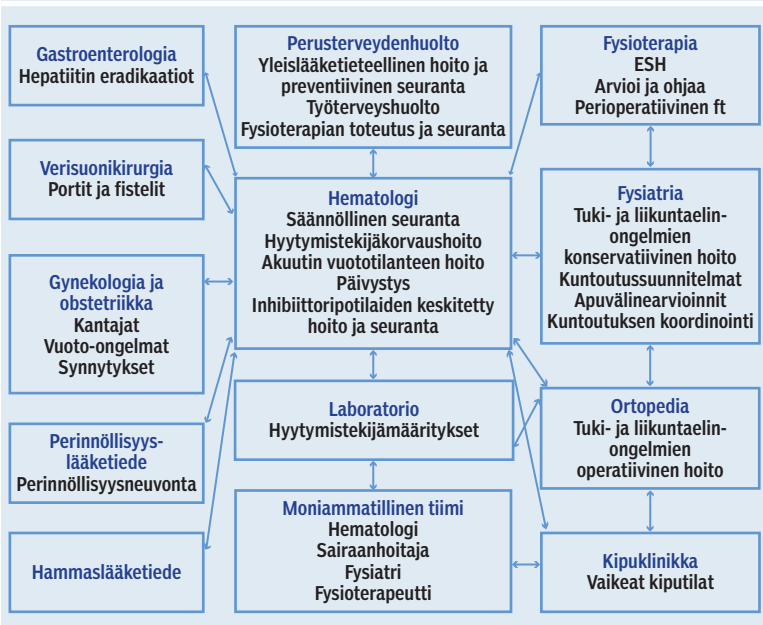 Gastroenterologia
Hepatiitin eradikaatiot
Verisuonikirurgia
Portit ja fistelit
Gynekologia ja
obstetriikka
Kantajat
Vuoto-ongelmat
Synnytykset
Perinnöllisyys-
lääketiede
Perinnöllisyysneuvonta
Hammaslääketiede
Perusterveydenhuolto
Yleislääketieteellinen hoito ja
preventiivinen seuranta
Työterveyshuolto
Fysioterapian toteutus ja seuranta
Hematologi
Säännöllinen seuranta
Hyytymistekijäkorvaushoito
Akuutin vuototilanteen hoito
Päivystys
Inhibiittoripotilaiden keskitetty
hoito ja seuranta
Laboratorio
Hyytymistekijämääritykset
Moniammatillinen tiimi
Hematologi
Sairaanhoitaja
Fysiatri
Fysioterapeutti
Fysioterapia
ESH
Arvioi ja ohjaa
Perioperatiivinen ft
Fysiatria
Tuki- ja liikuntaelin-
ongelmien
konservatiivinen hoito
Kuntoutussuunnitelmat
Apuvälinearvioinnit
Kuntoutuksen koordinointi
Ortopedia
Tuki- ja liikuntaelin-
ongelmien
operatiivinen hoito
Kipuklinikka
Vaikeat kiputilat